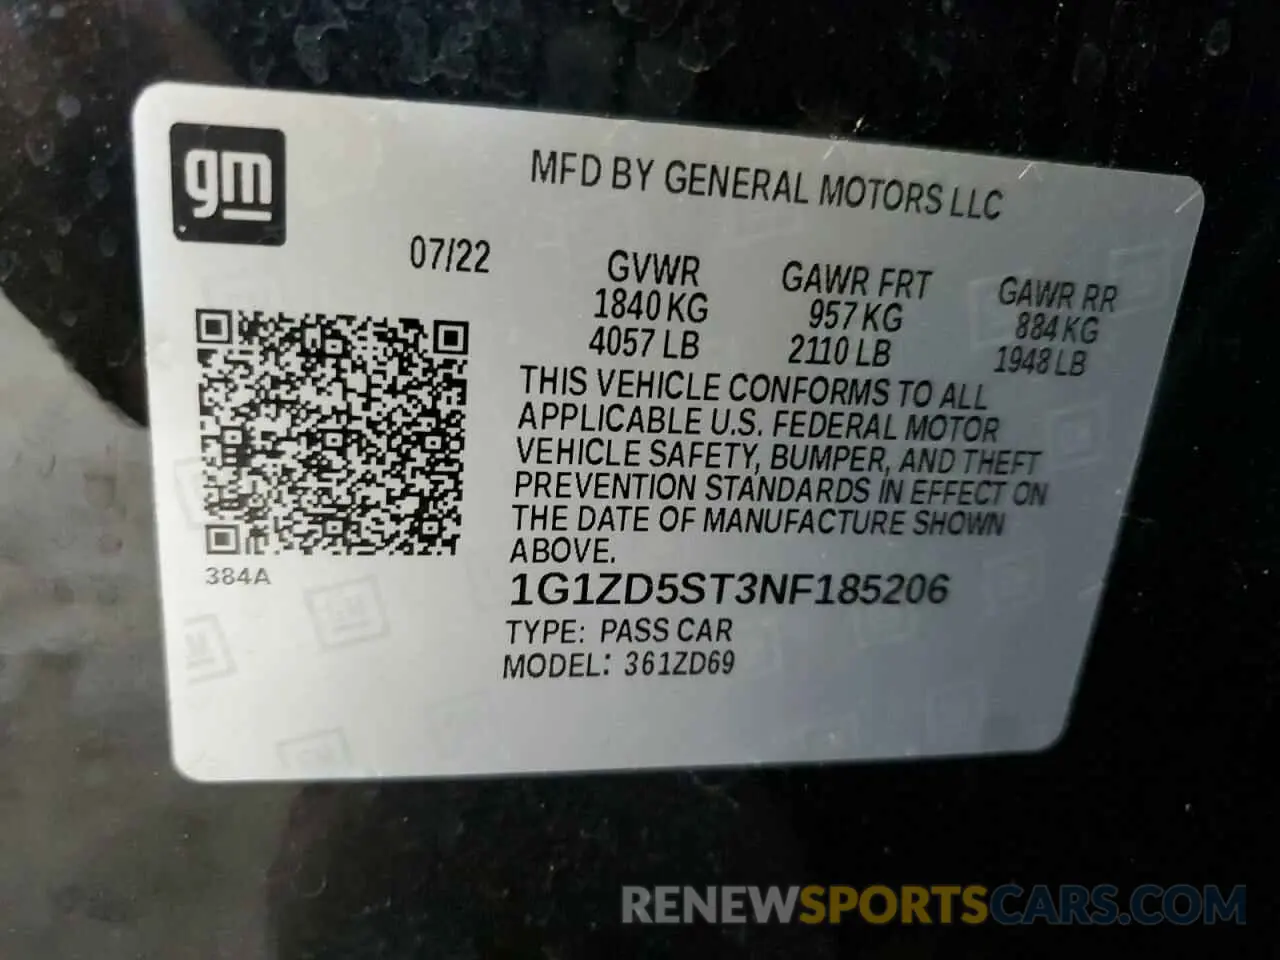 gm
MFD BY GENERAL MOTORS LLC
07/22
GVWR
1840 KG
4057 LB
GAWR FRT
957 KG
2110 LB
GAWR RR
884 KG
1948 LB
THIS VEHICLE CONFORMS TO ALL
APPLICABLE U.S. FEDERAL MOTOR
VEHICLE SAFETY, BUMPER, AND THEFT
PREVENTION STANDARDS IN EFFECT ON
THE DATE OF MANUFACTURE SHOWN
ABOVE.
384A
1G1ZD5ST3NF185206
TYPE: PASS CAR
MODEL: 361ZD69
RENEWSPORTSCARS.COM